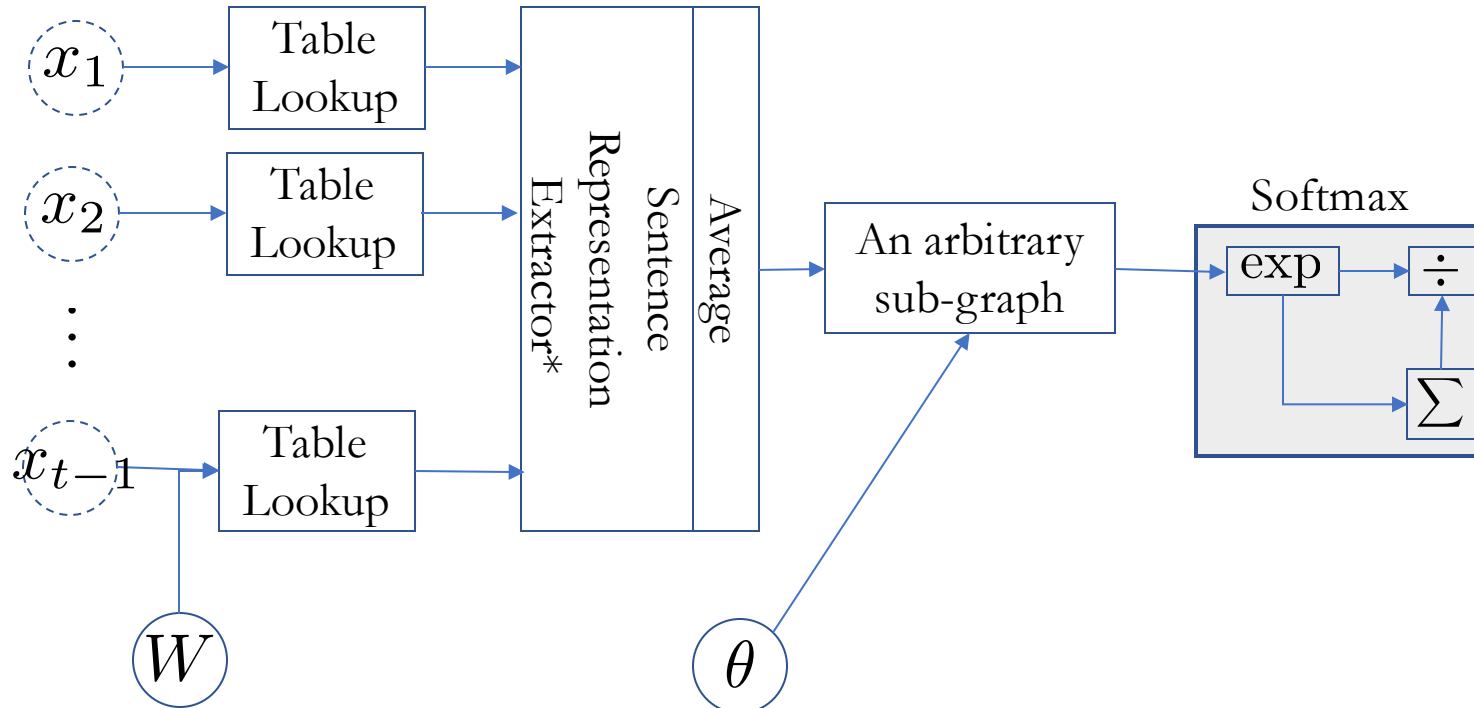 x₁
Table
Lookup
x₂
Table
Lookup
⋮
xₜ₋₁
Table
Lookup
W
Sentence
Representation
Extractor*
Average
An arbitrary
sub-graph
θ
Softmax
exp
÷
∑